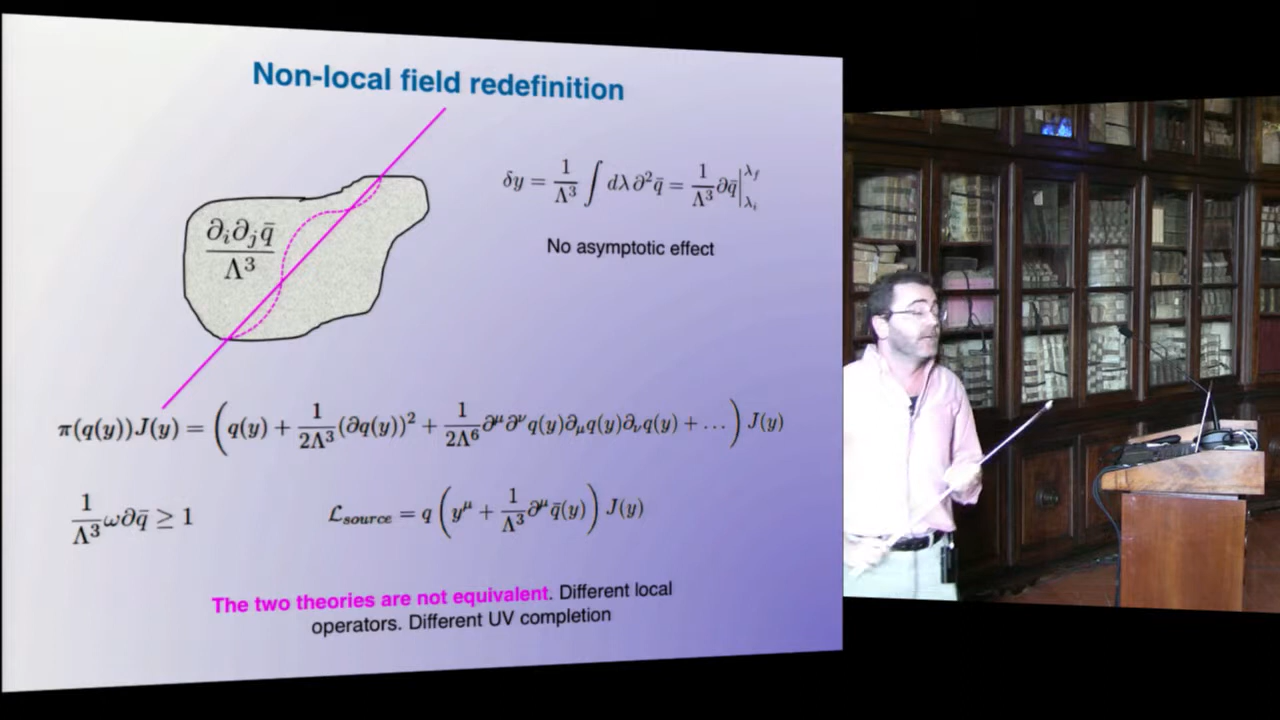 Non-local field redefinition
δy = 1/Λ³ ∫ dλ ∂²q̄ = 1/Λ³ ∂q̄ |_{λ_i}^{λ_f}
∂_i∂_j q̄ / Λ³
No asymptotic effect
π(q(y))J(y) = ( q(y) + 1/2Λ³ (∂q(y))² + 1/2Λ⁶ ∂^μ∂^ν q(y)∂_μ q(y)∂_ν q(y) + … ) J(y)
1/Λ³ ω∂q̄ ≥ 1
ℒ_source = q ( y^μ + 1/Λ³ ∂^μ q̄(y) ) J(y)
The two theories are not equivalent. Different local
operators. Different UV completion